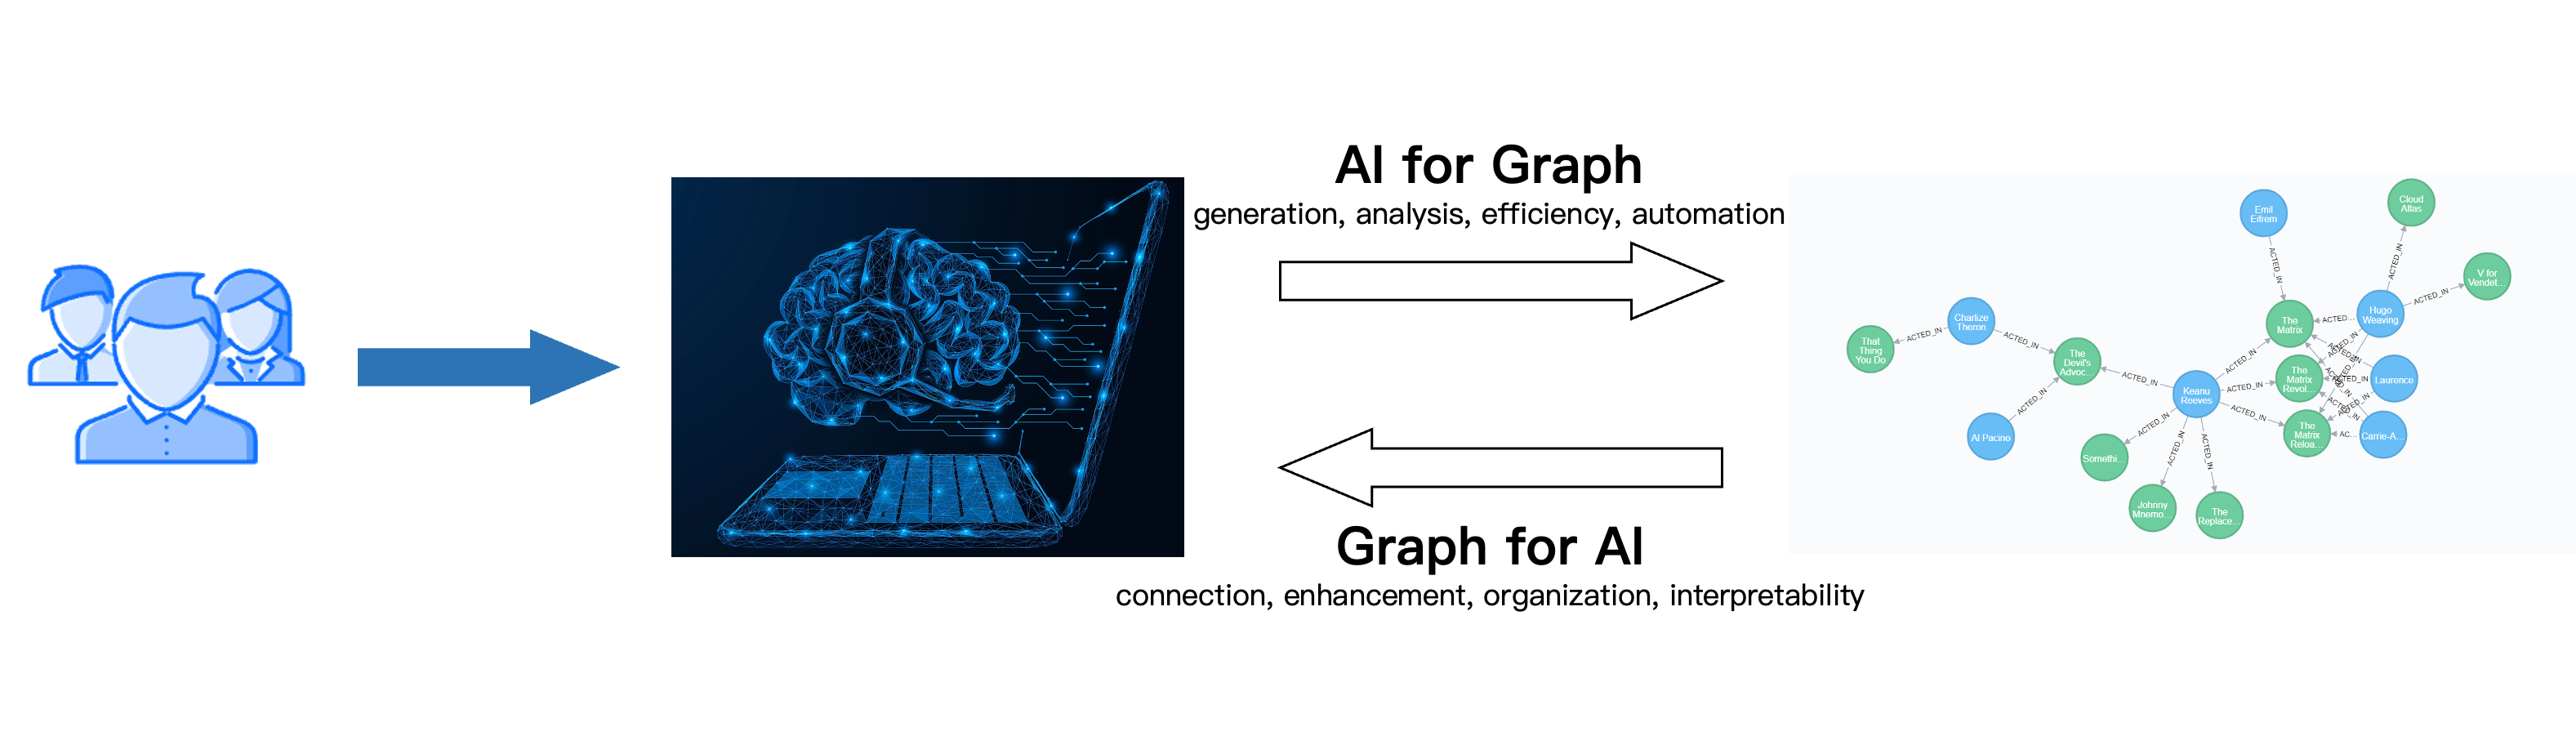 AI for Graph
generation, analysis, efficiency, automation
Graph for AI
connection, enhancement, organization, interpretability
Emil
Eifrem
Cloud
Atlas
V for
Vendet...
Hugo
Weaving
The
Matrix
Charlize
Theron
That
Thing
You Do
The
Devil's
Advoc...
Al Pacino
Keanu
Reeves
The
Matrix
Revol...
Laurence
The
Matrix
Reloa...
Carrie-A...
Somethi...
Johnny
Mnemo...
The
Replace...
ACTED_IN
ACTED_IN
ACTED_IN
ACTED...
ACTED_IN
ACTED_IN
ACTED_IN
ACTED_IN
ACTED_IN
ACTED_IN
ACTED_IN
ACTED_IN
ACTED_IN
ACTED_IN
AC...